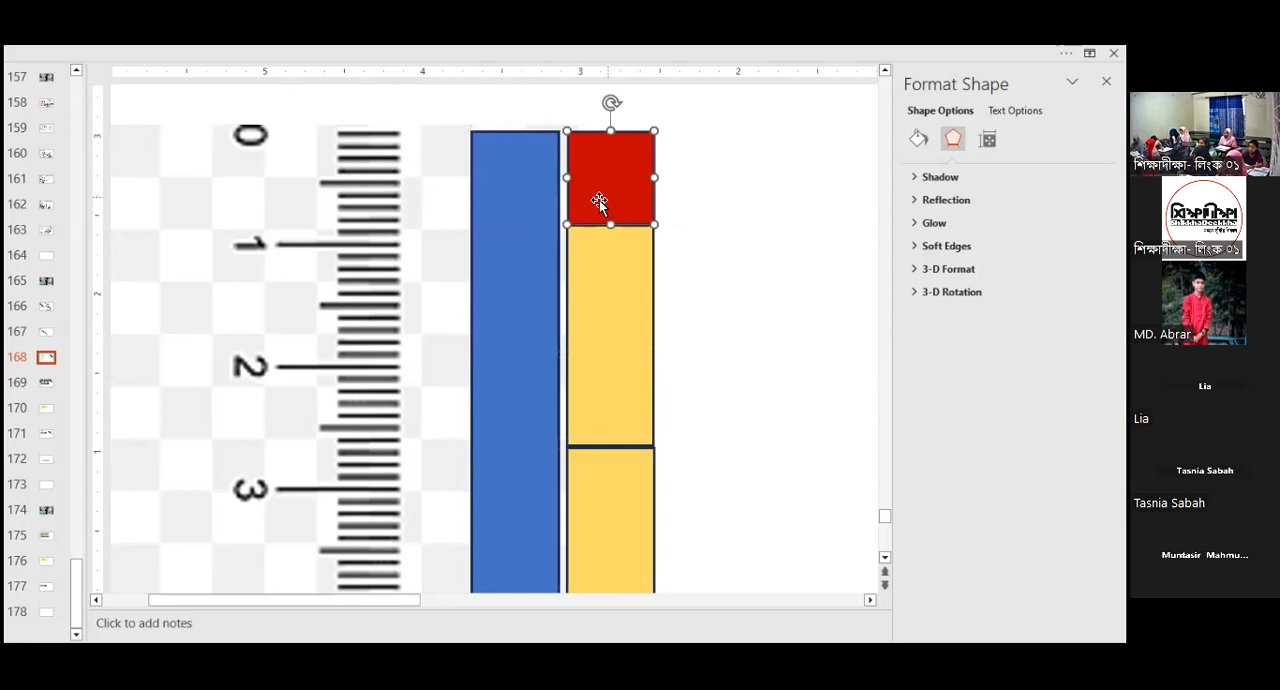 157
158
159
160
161
162
163
164
165
166
167
168
169
170
171
172
173
174
175
176
177
178
5 4 3 2
3
2
1
0
1
2
3
Click to add notes
Format Shape
Shape Options Text Options
Shadow
Reflection
Glow
Soft Edges
3-D Format
3-D Rotation
শিক্ষাদীক্ষা- লিংক ০১
শিক্ষাদীক্ষা
শিক্ষাদীক্ষা- লিংক ০১
MD. Abrar
Lia
Lia
Tasnia Sabah
Tasnia Sabah
Muntasir Mahmu...